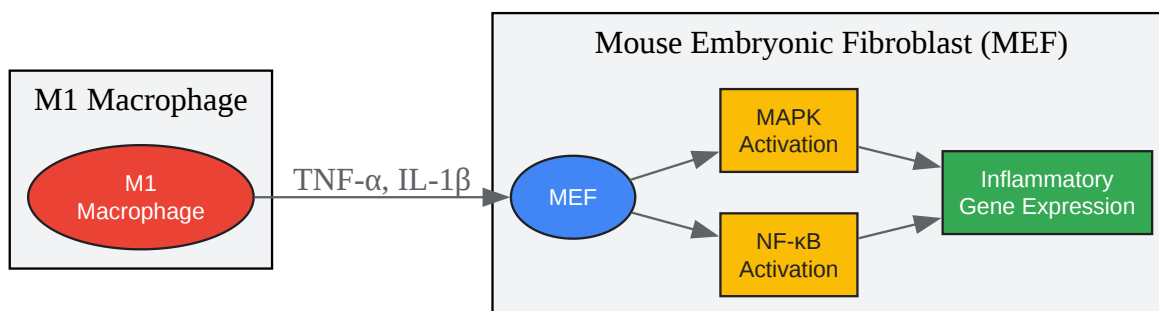 M1 Macrophage
M1
Macrophage
TNF-α, IL-1β
Mouse Embryonic Fibroblast (MEF)
MEF
MAPK
Activation
NF-κB
Activation
Inflammatory
Gene Expression